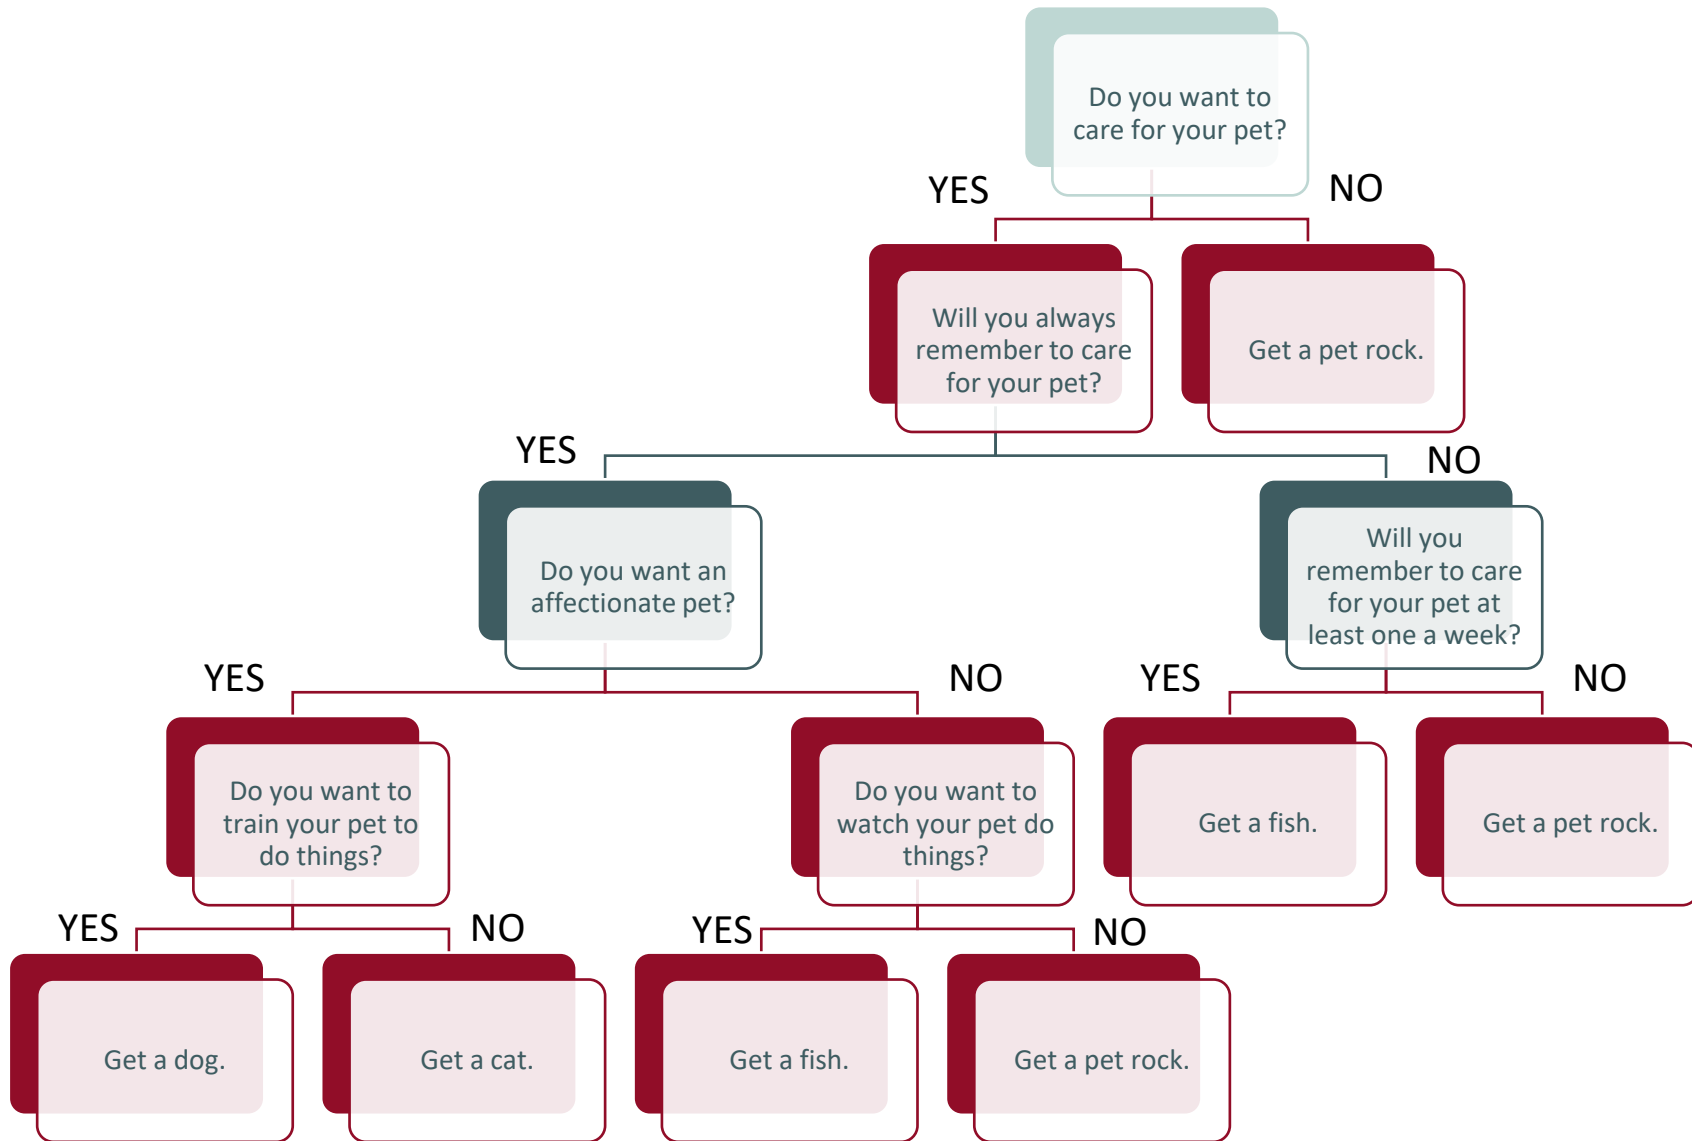 Do you want to
care for your pet?
YES
NO
Will you always
remember to care
for your pet?
Get a pet rock.
YES
NO
Do you want an
affectionate pet?
Will you
remember to care
for your pet at
least one a week?
YES
NO
YES
NO
Do you want to
train your pet to
do things?
Do you want to
watch your pet do
things?
Get a fish.
Get a pet rock.
YES
NO
YES
NO
Get a dog.
Get a cat.
Get a fish.
Get a pet rock.